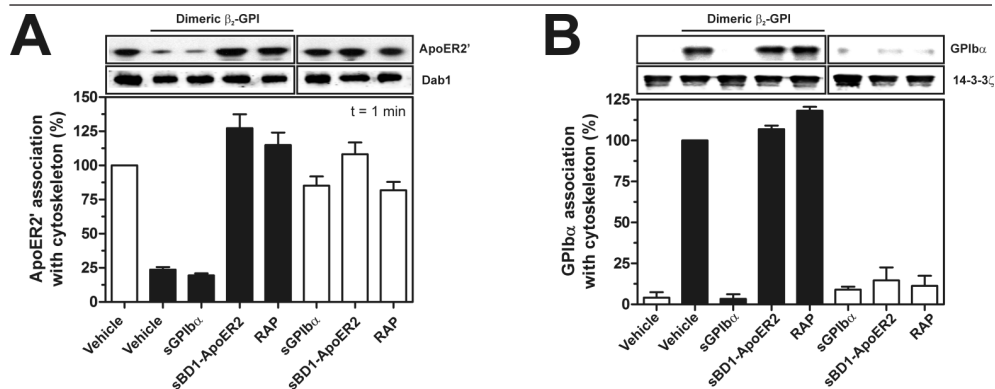 A
Dimeric β₂-GPI
ApoER2'
Dab1
t = 1 min
ApoER2' association
with cytoskeleton (%)
150
125
100
75
50
25
0
Vehicle
Vehicle
sGPIbα
sBD1-ApoER2
RAP
sGPIbα
sBD1-ApoER2
RAP
B
Dimeric β₂-GPI
GPIbα
14-3-3ζ
GPIbα association
with cytoskeleton (%)
125
100
75
50
25
0
Vehicle
Vehicle
sGPIbα
sBD1-ApoER2
RAP
sGPIbα
sBD1-ApoER2
RAP